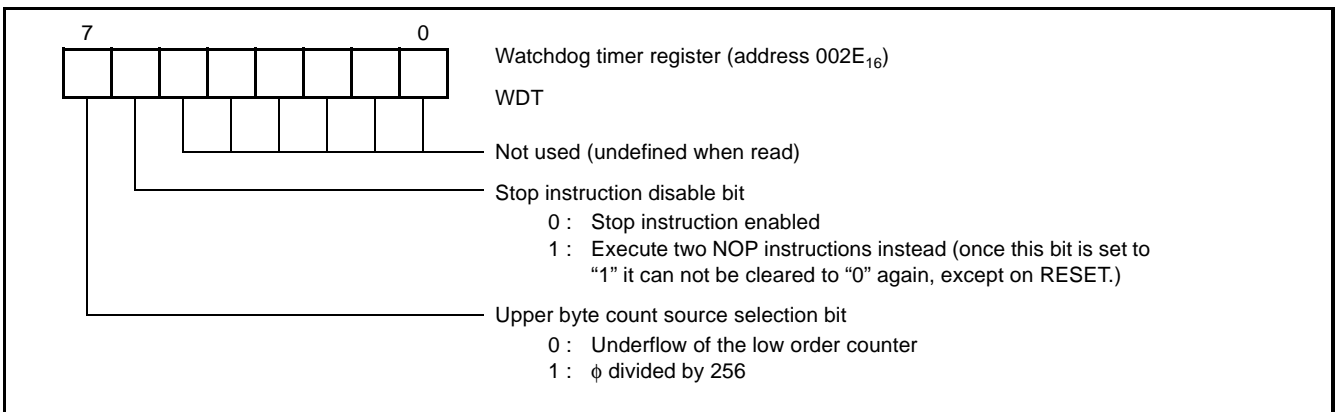 7 0
Watchdog timer register (address 002E₁₆)
WDT
Not used (undefined when read)
Stop instruction disable bit
0 : Stop instruction enabled
1 : Execute two NOP instructions instead (once this bit is set to
“1” it can not be cleared to “0” again, except on RESET.)
Upper byte count source selection bit
0 : Underflow of the low order counter
1 : ϕ divided by 256